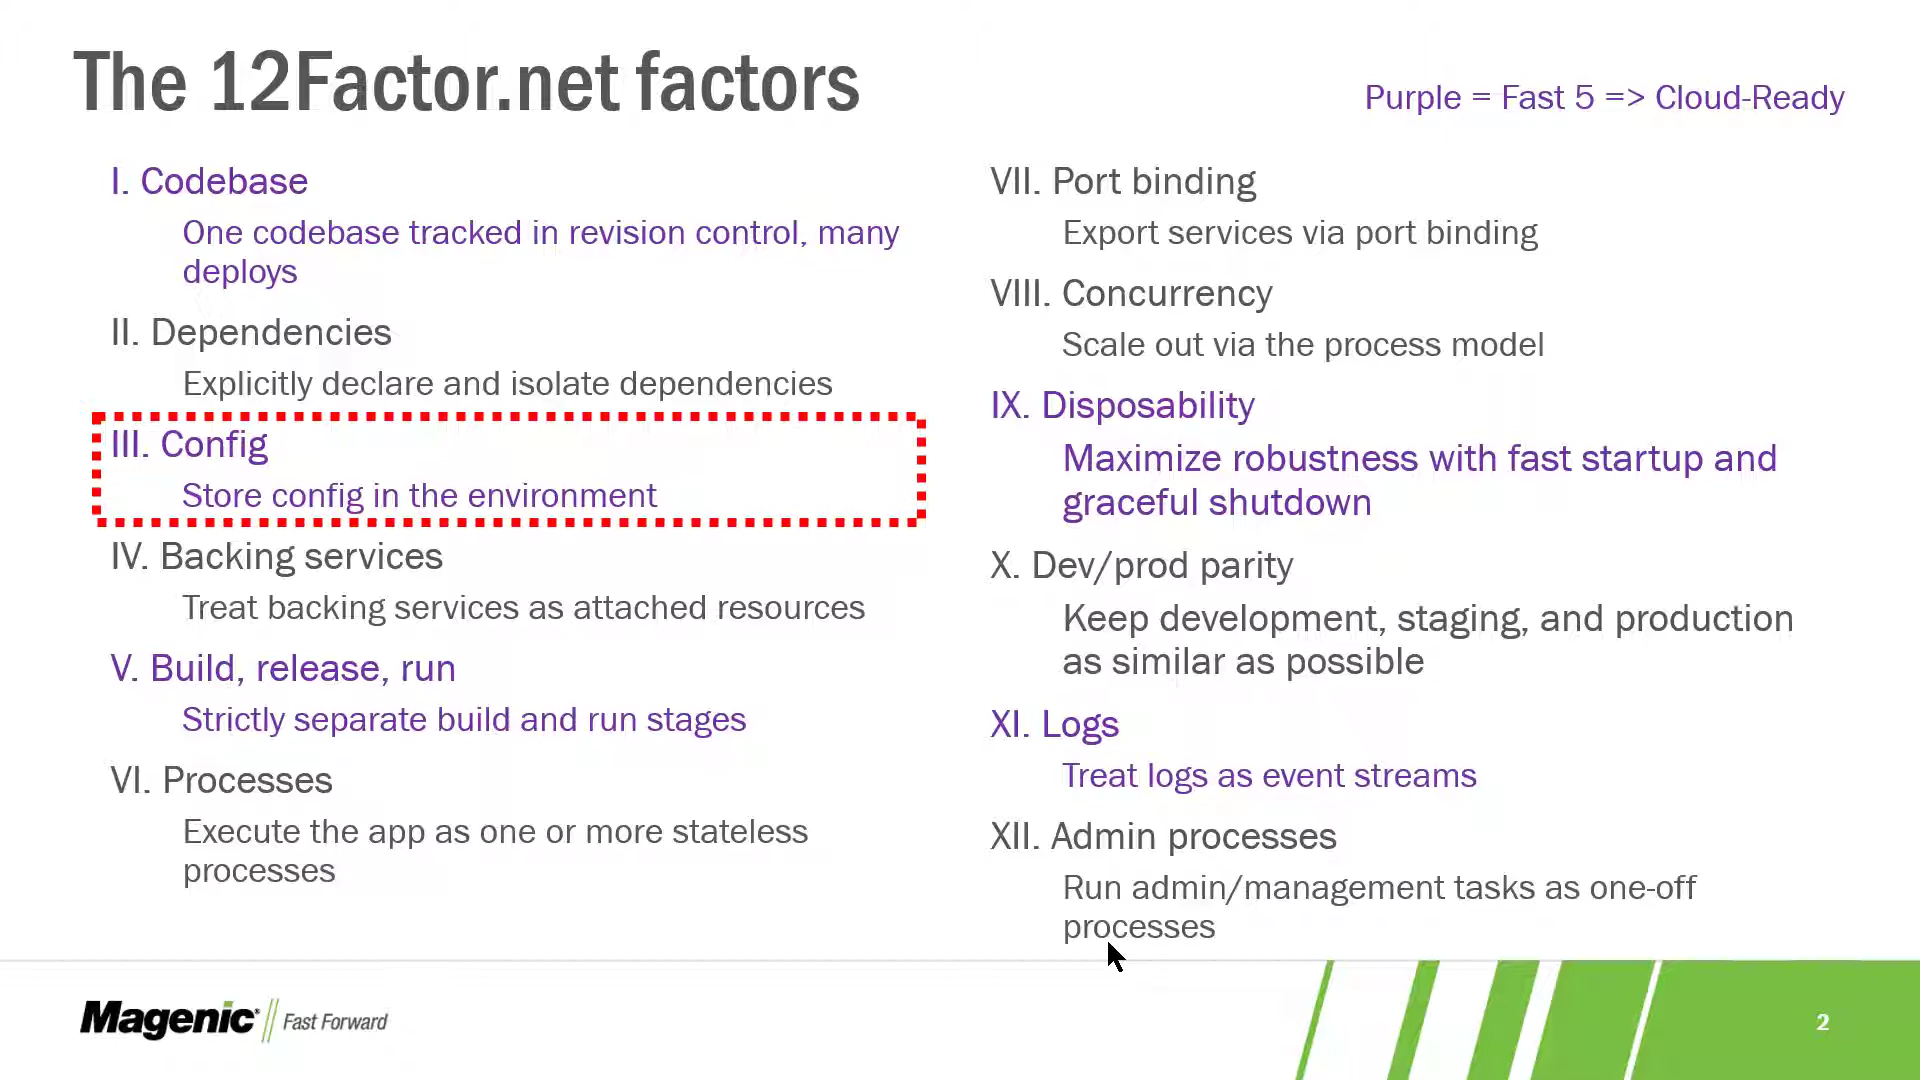 The 12Factor.net factors
Purple = Fast 5 => Cloud-Ready
I. Codebase
One codebase tracked in revision control, many
deploys
II. Dependencies
Explicitly declare and isolate dependencies
III. Config
Store config in the environment
IV. Backing services
Treat backing services as attached resources
V. Build, release, run
Strictly separate build and run stages
VI. Processes
Execute the app as one or more stateless
processes
VII. Port binding
Export services via port binding
VIII. Concurrency
Scale out via the process model
IX. Disposability
Maximize robustness with fast startup and
graceful shutdown
X. Dev/prod parity
Keep development, staging, and production
as similar as possible
XI. Logs
Treat logs as event streams
XII. Admin processes
Run admin/management tasks as one-off
processes
Magenic Fast Forward
2